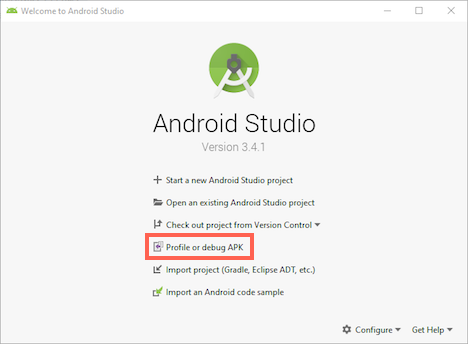 Welcome to Android Studio
Android Studio
Version 3.4.1
Start a new Android Studio project
Open an existing Android Studio project
Check out project from Version Control
Profile or debug APK
Import project (Gradle, Eclipse ADT, etc.)
Import an Android code sample
Configure
Get Help